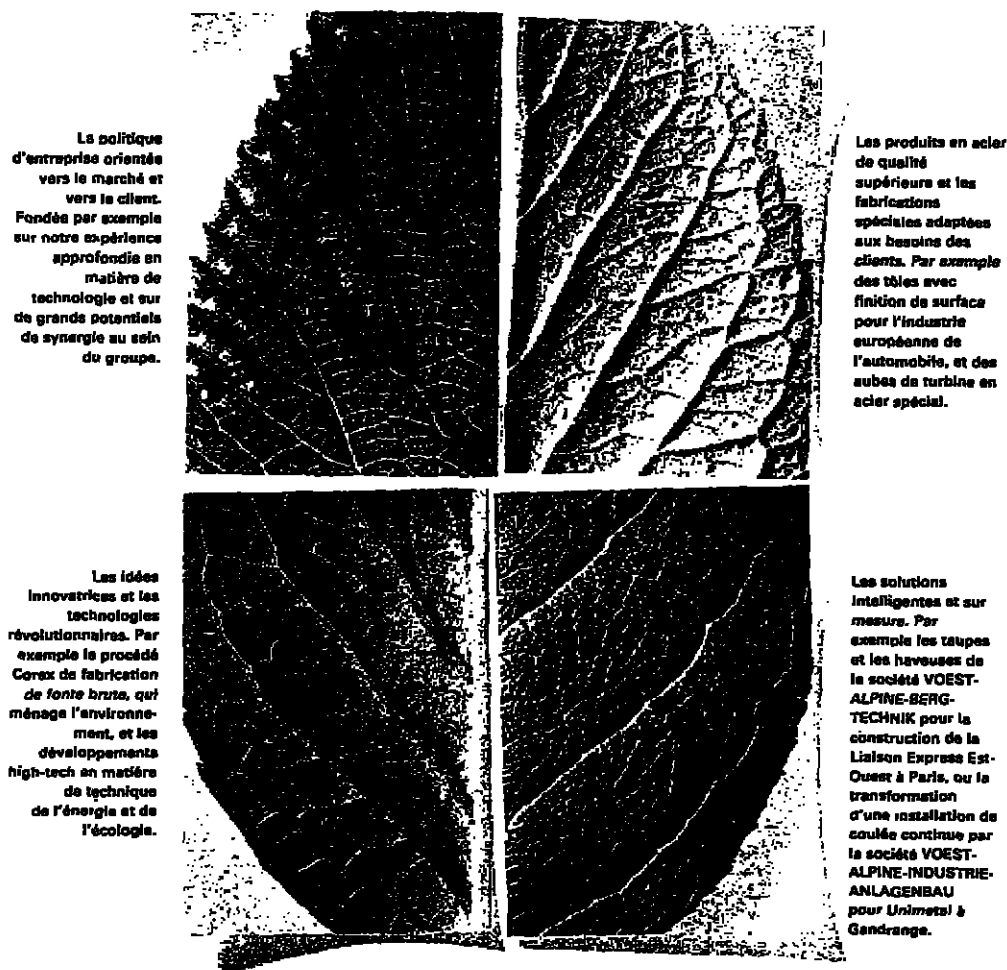 La politique
d'entreprise orientée
vers le marché et
vers le client.
Fondée par exemple
sur notre expérience
approfondie en
matière de
technologie et sur
de grands potentiels
de synergie au sein
du groupe.
Les produits en acier
de qualité
supérieure et les
fabrications
spéciales adaptées
aux besoins des
clients. Par exemple
des tôles avec
finition de surface
pour l'industrie
européenne de
l'automobile, et des
aubes de turbine en
acier spécial.
Les idées
innovatrices et les
technologies
révolutionnaires. Par
exemple le procédé
Corex de fabrication
de fonte brute, qui
ménage l'environne-
ment, et les
développements
high-tech en matière
de technique
de l'énergie et de
l'écologie.
Les solutions
intelligentes et sur
mesure. Par
exemple les taupes
et les haveuses de
la société VOEST-
ALPINE-BERG-
TECHNIK pour la
construction de la
Liaison Express Est-
Ouest à Paris, ou la
transformation
d'une installation de
coulée continue par
la société VOEST-
ALPINE-INDUSTRIE-
ANLAGENBAU
pour Unimetal à
Gandrange.